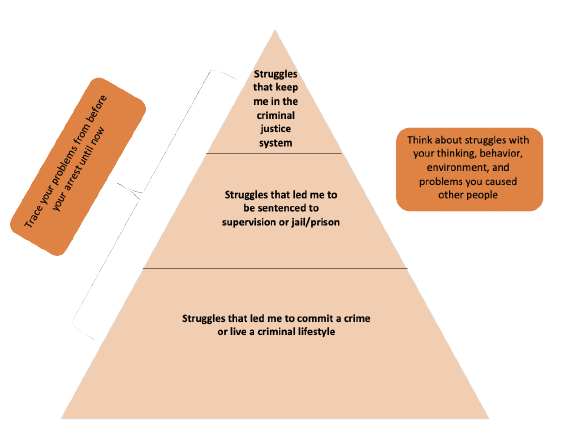 Trace your problems from before
your arrest until now
Struggles
that keep
me in the
criminal
justice
system
Think about struggles with
your thinking, behavior,
environment, and
problems you caused
other people
Struggles that led me to
be sentenced to
supervision or jail/prison
Struggles that led me to commit a crime
or live a criminal lifestyle